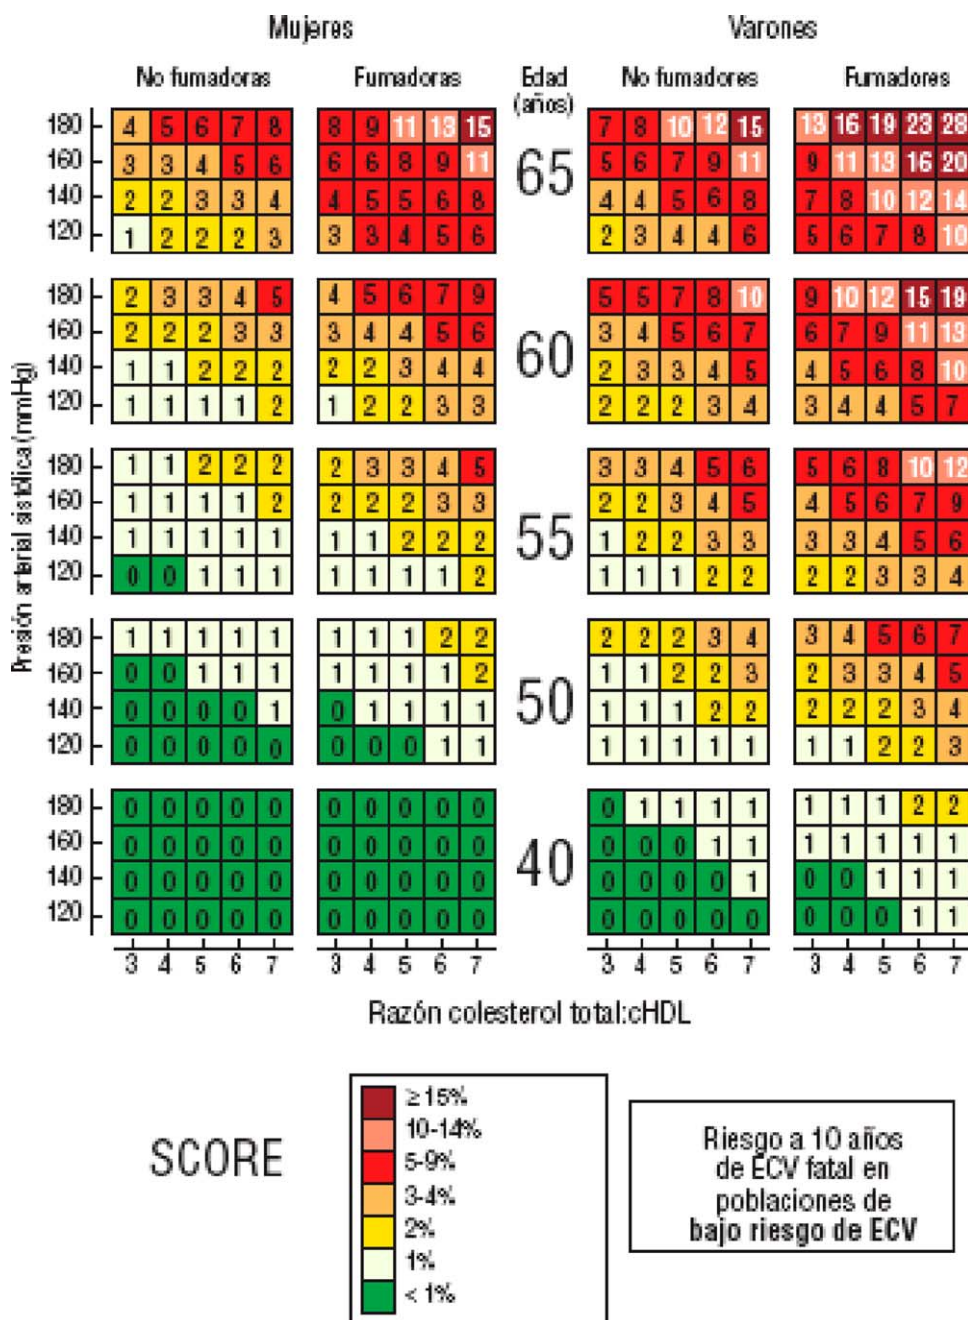 Mujeres Varones
No fumadoras Fumadoras Edad (años) No fumadores Fumadores
180 4 5 6 7 8 8 9 11 13 15 65 7 8 10 12 15 13 16 19 23 28
160 3 3 4 5 6 6 6 8 9 11 5 6 7 9 11 9 11 13 16 20
140 2 2 3 3 4 4 5 5 6 8 4 4 5 6 8 7 8 10 12 14
120 1 2 2 2 3 3 3 4 5 6 2 3 4 4 6 5 6 7 8 10
180 2 3 3 4 5 4 5 6 7 9 60 5 5 7 8 10 9 10 12 15 19
160 2 2 2 3 3 3 4 4 5 6 3 4 5 6 7 6 7 9 11 13
140 1 1 2 2 2 2 2 3 4 4 2 3 3 4 5 4 5 6 8 10
120 1 1 1 1 2 1 2 2 3 3 2 2 2 3 4 3 4 4 5 7
Presión arterial sistólica (mmHg)
180 1 1 2 2 2 2 3 3 4 5 55 3 3 4 5 6 5 6 8 10 12
160 1 1 1 1 2 2 2 2 3 3 2 2 3 4 5 4 5 6 7 9
140 1 1 1 1 1 1 1 2 2 2 1 2 2 3 3 3 3 4 5 6
120 0 0 1 1 1 1 1 1 1 2 1 1 1 2 2 2 2 3 3 4
180 1 1 1 1 1 1 1 1 2 2 50 2 2 2 3 4 3 4 5 6 7
160 0 0 1 1 1 1 1 1 1 2 1 1 2 2 3 2 3 3 4 5
140 0 0 0 0 1 0 1 1 1 1 1 1 1 2 2 2 2 2 3 4
120 0 0 0 0 0 0 0 0 1 1 1 1 1 1 1 1 1 2 2 3
180 0 0 0 0 0 0 0 0 0 0 40 0 1 1 1 1 1 1 1 2 2
160 0 0 0 0 0 0 0 0 0 0 0 0 0 1 1 1 1 1 1 1
140 0 0 0 0 0 0 0 0 0 0 0 0 0 0 1 0 0 1 1 1
120 0 0 0 0 0 0 0 0 0 0 0 0 0 0 0 0 0 0 1 1
3 4 5 6 7 3 4 5 6 7 3 4 5 6 7 3 4 5 6 7
Razón colesterol total:cHDL
SCORE
≥ 15%
10-14%
5-9%
3-4%
2%
1%
< 1%
Riesgo a 10 años
de ECV fatal en
poblaciones de
bajo riesgo de ECV